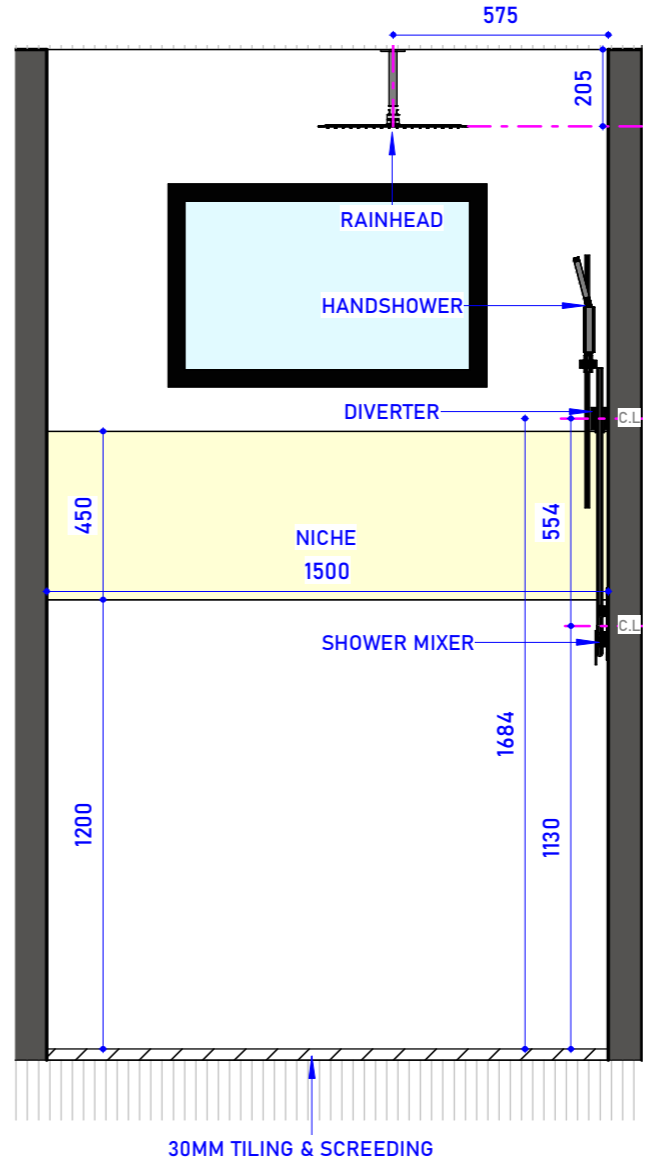 575
205
RAINHEAD
HANDSHOWER
DIVERTER
C.L
450
554
NICHE
1500
C.L
SHOWER MIXER
1684
1200
1130
30MM TILING & SCREEDING